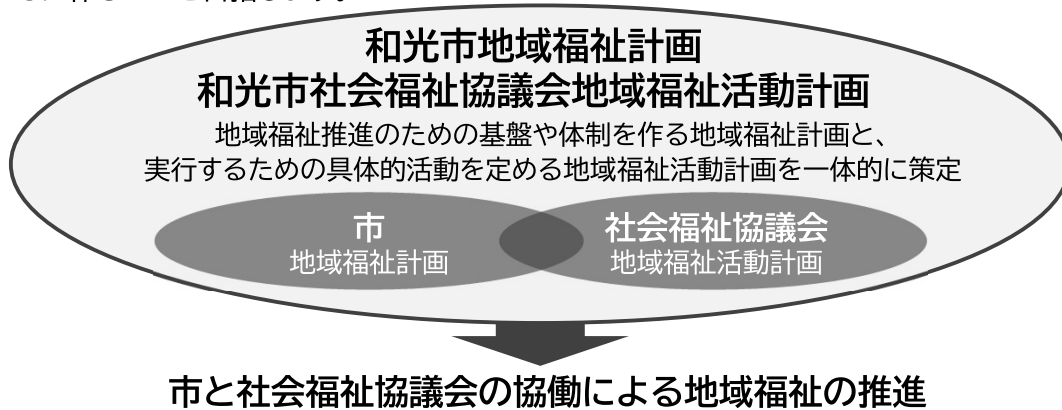 和光市地域福祉計画
和光市社会福祉協議会地域福祉活動計画
地域福祉推進のための基盤や体制を作る地域福祉計画と、
実行するための具体的活動を定める地域福祉活動計画を一体的に策定
市
地域福祉計画
社会福祉協議会
地域福祉活動計画
市と社会福祉協議会の協働による地域福祉の推進